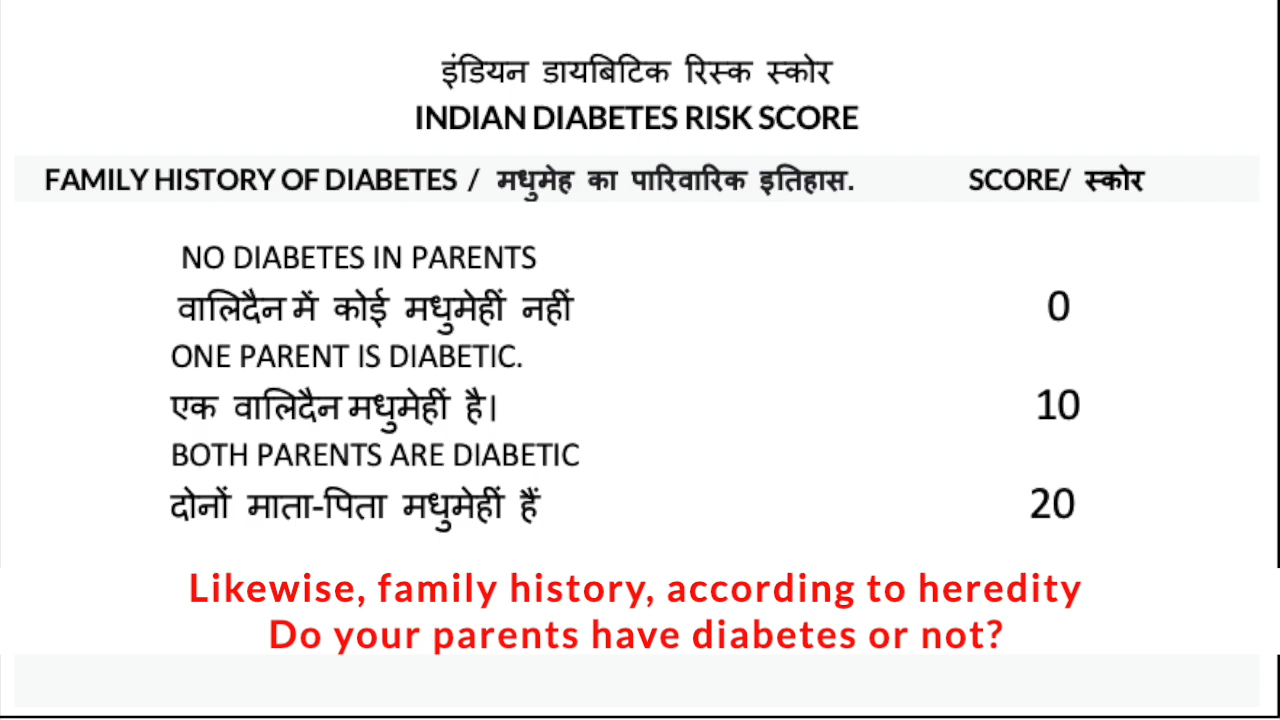 इंडियन डायबिटिक रिस्क स्कोर
INDIAN DIABETES RISK SCORE
FAMILY HISTORY OF DIABETES / मधुमेह का पारिवारिक इतिहास. SCORE/ स्कोर
NO DIABETES IN PARENTS
वालिदैन में कोई मधुमेहीं नहीं 0
ONE PARENT IS DIABETIC.
एक वालिदैन मधुमेहीं है। 10
BOTH PARENTS ARE DIABETIC
दोनों माता-पिता मधुमेहीं हैं 20
Likewise, family history, according to heredity
Do your parents have diabetes or not?